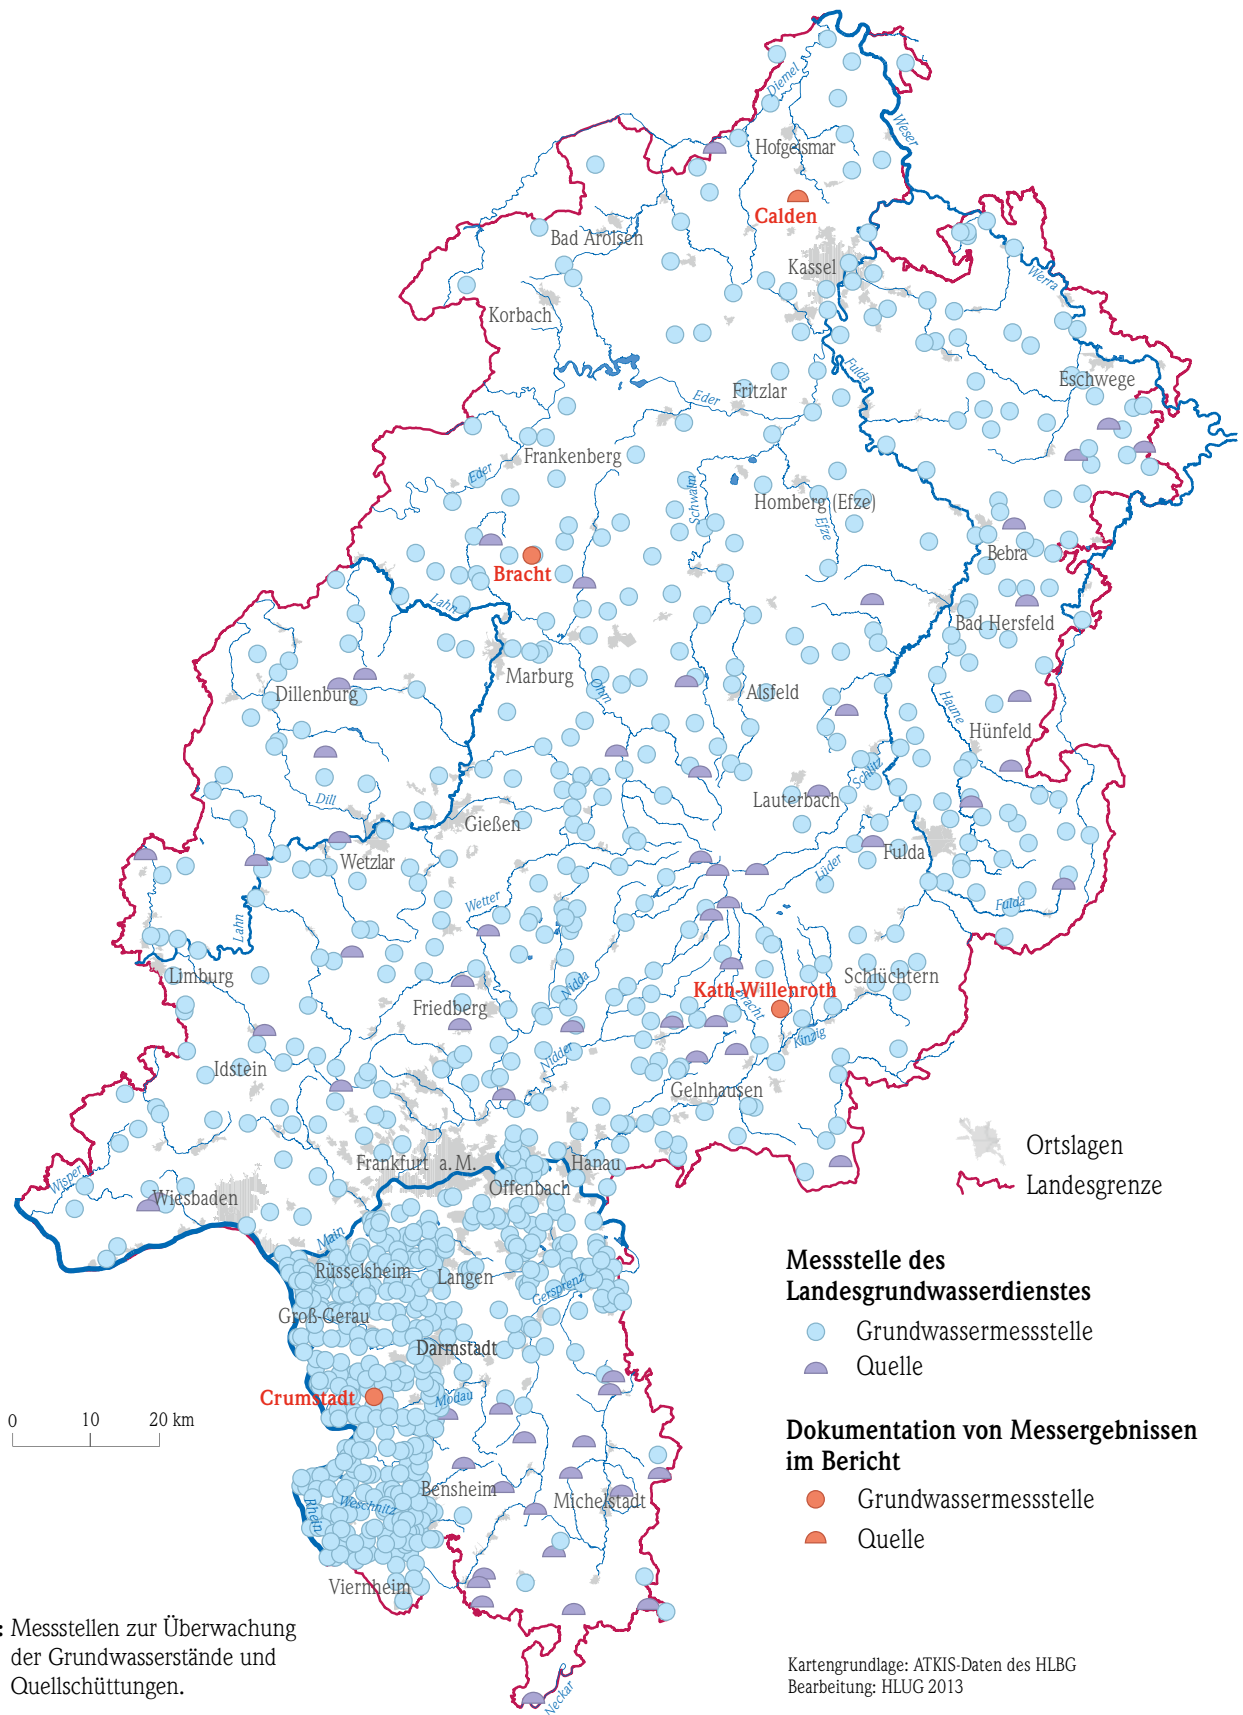 Diemel
Weser
Hofgeismar
Calden
Bad Arolsen
Kassel
Werra
Korbach
Fulda
Eschwege
Fritzlar
Eder
Frankenberg
Eder
Schwalm
Homberg (Efze)
Efze
Bebra
Bracht
Lahn
Bad Hersfeld
Marburg
Ohm
Dillenburg
Alsfeld
Haune
Hünfeld
Schlitz
Lauterbach
Dill
Gießen
Wetzlar
Fulda
Lüder
Wetter
Fulda
Lahn
Limburg
Nidda
Schlüchtern
Kath-Willenroth
Bracht
Friedberg
Kinzig
Nidder
Idstein
Gelnhausen
Ortslagen
Frankfurt a. M.
Hanau
Wisper
Offenbach
Landesgrenze
Wiesbaden
Main
Rüsselsheim
Langen
Gersprenz
Groß-Gerau
Darmstadt
Crumstadt
Modau
Bensheim
Michelstadt
Rhein
Weschnitz
Viernheim
Neckar
Messstelle des
Landesgrundwasserdienstes
Grundwassermessstelle
Quelle
Dokumentation von Messergebnissen
im Bericht
Grundwassermessstelle
Quelle
0 10 20 km
: Messstellen zur Überwachung
der Grundwasserstände und
Quellschüttungen.
Kartengrundlage: ATKIS-Daten des HLBG
Bearbeitung: HLUG 2013